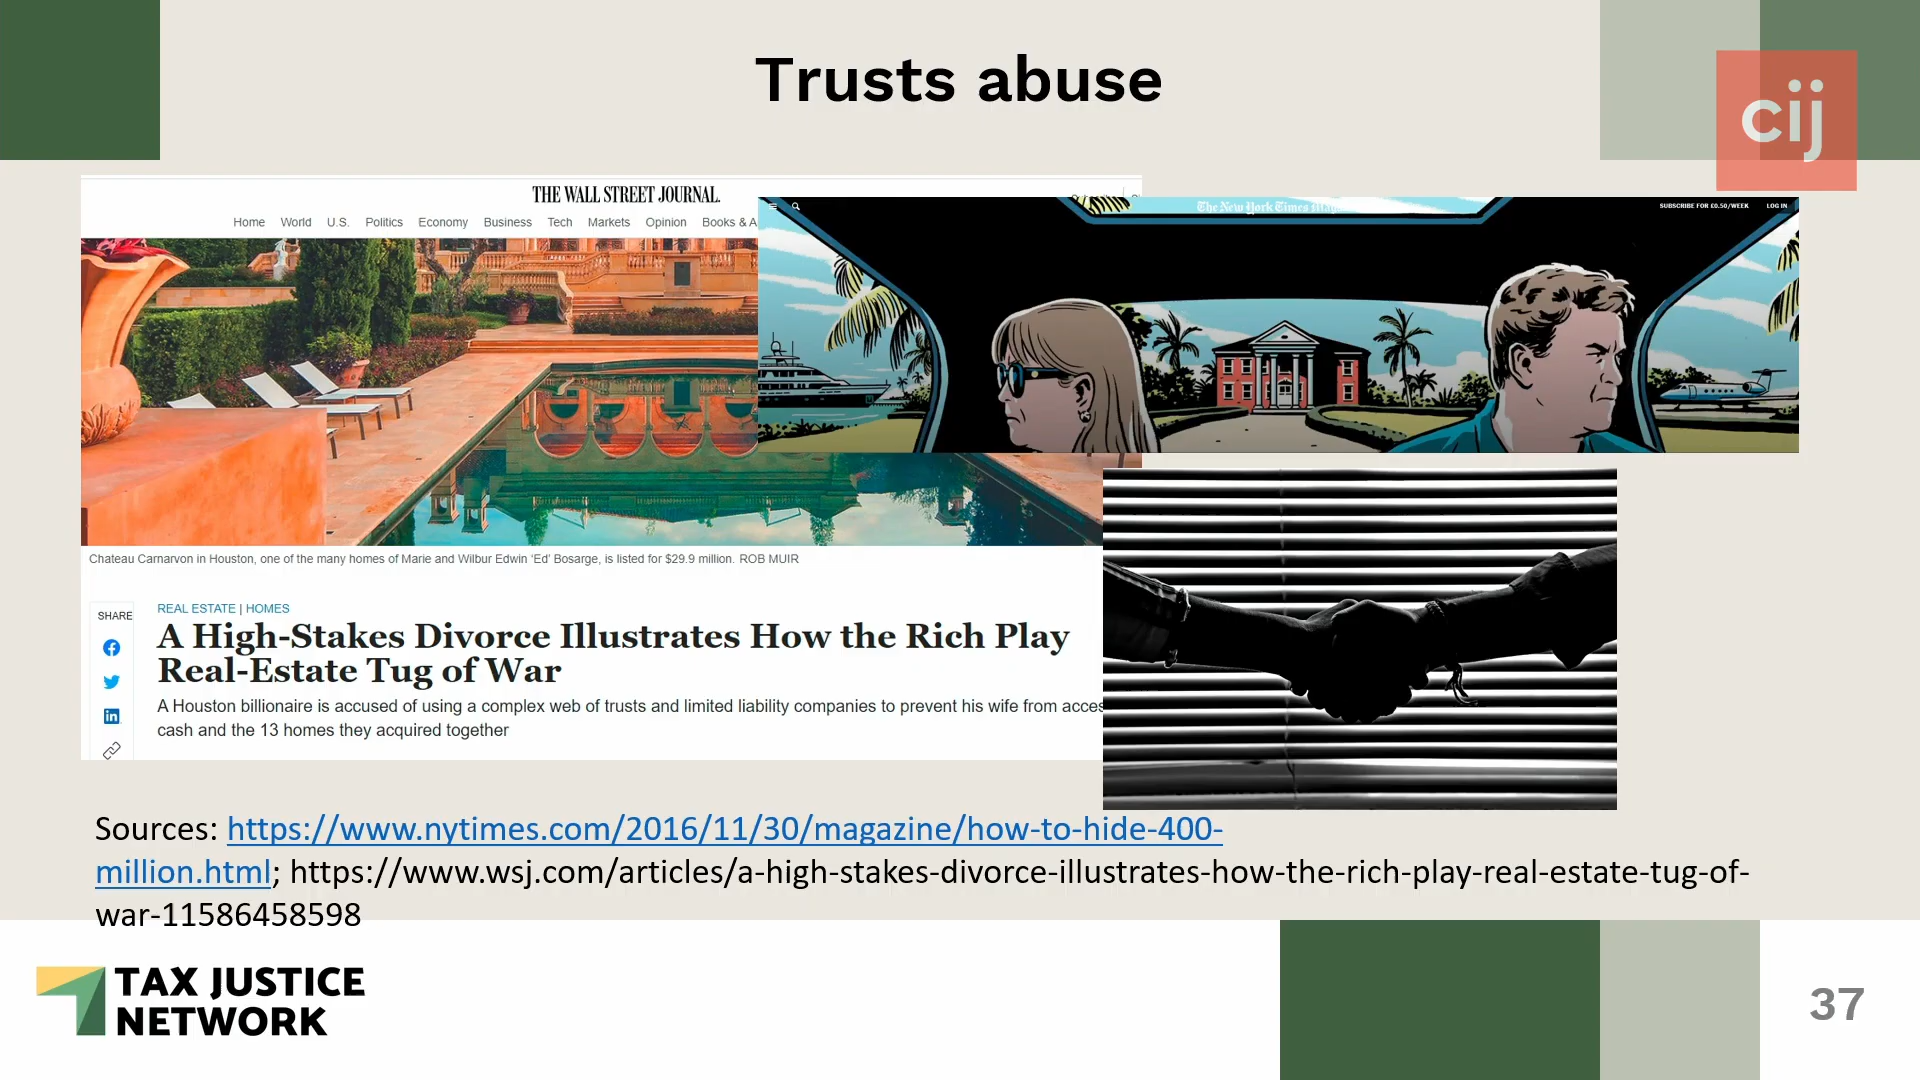 Trusts abuse
cij
THE WALL STREET JOURNAL.
Home World U.S. Politics Economy Business Tech Markets Opinion Books & A
The New York Times
SUBSCRIBE FOR £0.50/WEEK LOG IN
Chateau Carnarvon in Houston, one of the many homes of Marie and Wilbur Edwin 'Ed' Bosarge, is listed for $29.9 million. ROB MUIR
SHARE
REAL ESTATE | HOMES
A High-Stakes Divorce Illustrates How the Rich Play
Real-Estate Tug of War
A Houston billionaire is accused of using a complex web of trusts and limited liability companies to prevent his wife from acces
cash and the 13 homes they acquired together
Sources: https://www.nytimes.com/2016/11/30/magazine/how-to-hide-400-
million.html; https://www.wsj.com/articles/a-high-stakes-divorce-illustrates-how-the-rich-play-real-estate-tug-of-
war-11586458598
TAX JUSTICE
NETWORK
37